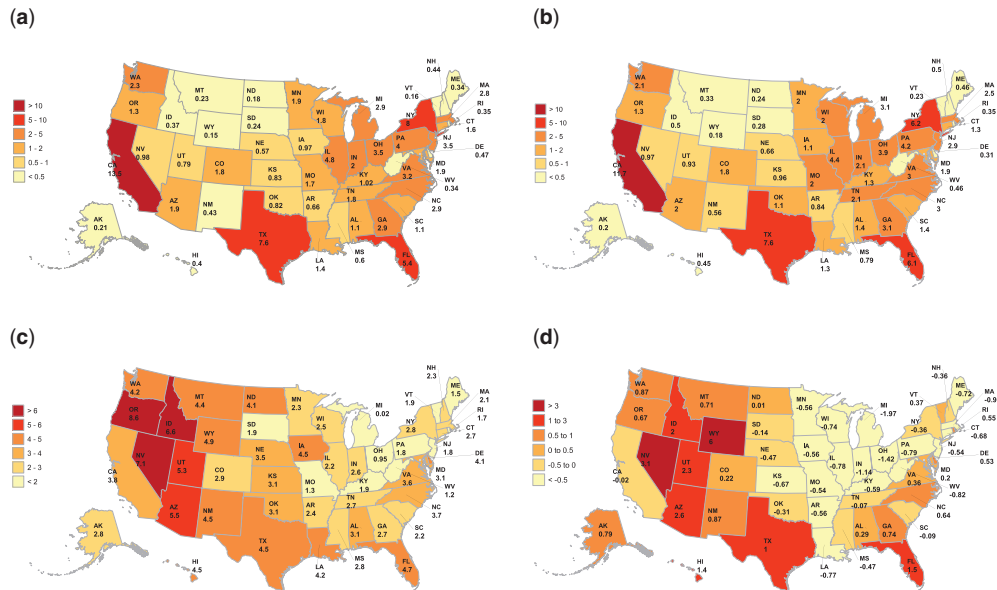 (a)
WA
2.3
OR
1.3
CA
13.5
NV
0.98
ID
0.37
MT
0.23
WY
0.15
UT
0.79
AZ
1.9
CO
1.8
NM
0.43
ND
0.18
SD
0.24
NE
0.57
KS
0.83
OK
0.82
TX
7.6
MN
1.9
IA
0.97
MO
1.7
AR
0.66
LA
1.4
WI
1.8
IL
4.8
MI
2.9
IN
2
OH
3.5
KY
1.02
TN
1.8
MS
0.6
AL
1.1
GA
2.9
FL
5.4
SC
1.1
NC
2.9
VA
3.2
WV
0.34
PA
4
NY
6
VT
0.16
NH
0.44
ME
0.34
MA
2.8
RI
0.35
CT
1.6
NJ
3.5
DE
0.47
MD
1.9
AK
0.21
HI
0.4
> 10
5 - 10
2 - 5
1 - 2
0.5 - 1
< 0.5
(b)
WA
2.1
OR
1.3
CA
NV
0.97
ID
0.5
MT
0.33
WY
0.18
UT
0.93
AZ
2
CO
1.8
NM
0.56
ND
0.24
SD
0.28
NE
0.66
KS
0.96
OK
1.1
TX
7.6
MN
2
IA
1.1
MO
2
AR
0.84
LA
1.3
WI
2
IL
4.4
MI
3.1
IN
2.1
OH
3.9
KY
1.3
TN
2.1
MS
0.79
AL
1.4
GA
3.1
FL
6.1
SC
1.4
NC
3
VA
3
WV
0.46
PA
4.2
NY
6.2
VT
0.23
NH
0.5
ME
0.46
MA
3.1
RI
0.35
CT
1.3
NJ
2.9
DE
0.31
MD
1.9
AK
0.2
HI
0.45
> 10
5 - 10
2 - 5
1 - 2
0.5 - 1
< 0.5
(c)
WA
4.2
OR
6.6
CA
3.8
NV
7.1
ID
6.6
MT
4.4
WY
4.9
UT
5.3
AZ
5.5
CO
2.9
NM
4.5
ND
4.1
SD
1.9
NE
3.5
KS
3.1
OK
3.1
TX
4.5
MN
2.3
IA
4.5
MO
1.3
AR
2.4
LA
4.2
WI
2.5
IL
2.2
MI
0.02
IN
2.6
OH
0.95
KY
1.9
TN
2.7
MS
2.8
AL
3.1
GA
2.7
FL
4.7
SC
2.2
NC
3.7
VA
3.6
WV
1.2
PA
1.8
NY
2.8
VT
1.9
NH
2.3
ME
1.5
MA
2.1
RI
1.7
CT
2.7
NJ
1.8
DE
4.1
MD
3.1
AK
2.8
HI
4.5
> 6
5 - 6
4 - 5
3 - 4
2 - 3
< 2
(d)
WA
0.87
OR
0.67
CA
-0.02
NV
3.1
ID
2
MT
0.71
WY
6
UT
2.3
AZ
2.6
CO
0.22
NM
0.87
ND
0.01
SD
-0.14
NE
-0.47
KS
-0.67
OK
-0.31
TX
1
MN
-0.56
IA
-0.56
MO
-0.54
AR
-0.56
LA
-0.77
WI
-0.74
IL
-0.78
MI
-1.97
IN
-1.14
OH
-1.42
KY
-0.59
TN
-0.07
MS
-0.47
AL
0.29
GA
0.74
FL
1.5
SC
-0.09
NC
0.64
VA
0.36
WV
-0.82
PA
-0.79
NY
-0.36
VT
0.37
NH
-0.36
ME
-0.72
MA
-0.9
RI
0.55
CT
-0.68
NJ
-0.54
DE
0.53
MD
0.2
AK
0.79
HI
1.4
> 3
1 to 3
0.5 to 1
0 to 0.5
-0.5 to 0
< -0.5